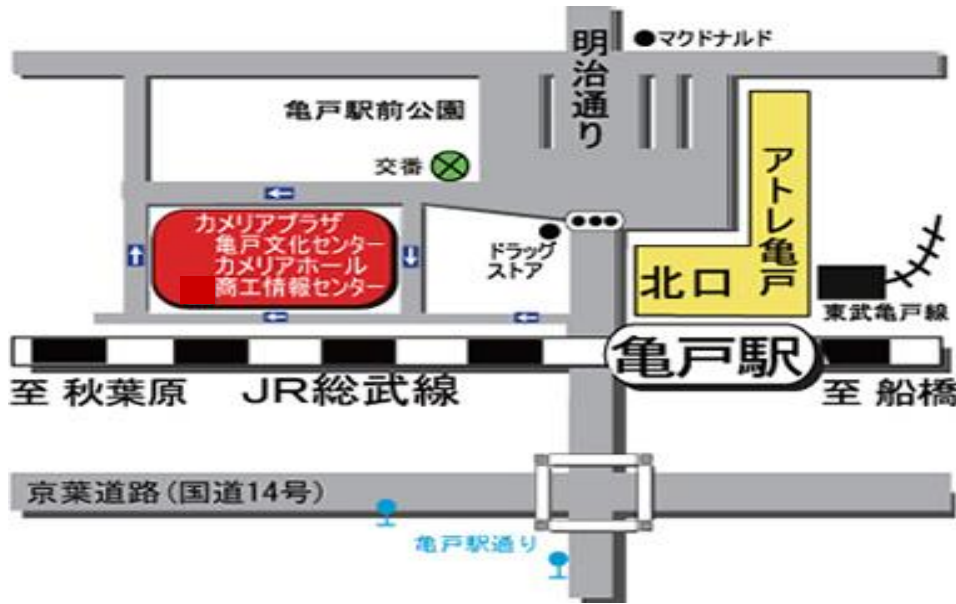 マクドナルド
明治通り
亀戸駅前公園
交番
アトレ亀戸
カメリアプラザ
亀戸文化センター
カメリアホール
商工情報センター
ドラッグ
ストア
北口
東武亀戸線
亀戸駅
至 秋葉原
JR総武線
至 船橋
京葉道路(国道14号)
亀戸駅通り